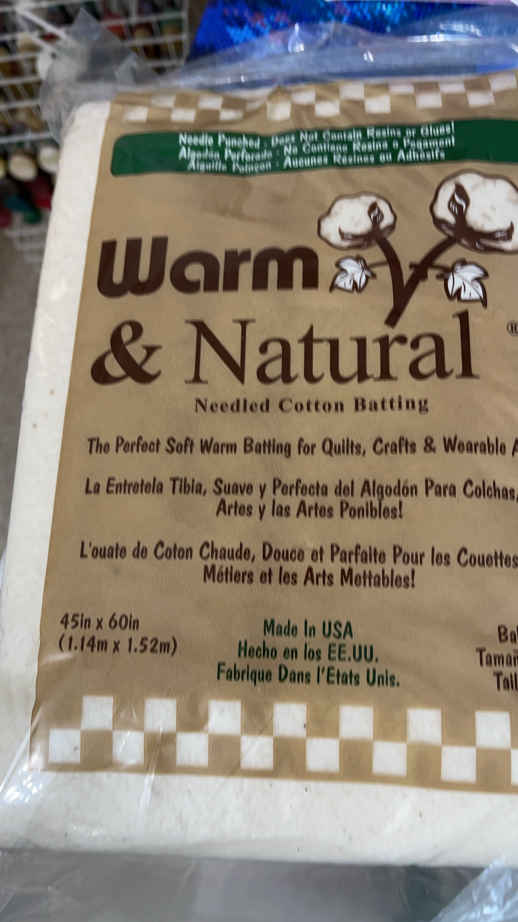 Needle Punched - Does Not Contain Resins or Glues!
Algodón Perforado - No Contiene Resina o Pegament
Aiguille Poinçon - Aucunes Resines ou Adhésifs
Warm
& Natural ®
Needled Cotton Batting
The Perfect Soft Warm Batting for Quilts, Crafts & Wearable
La Entretela Tibia, Suave y Perfecta del Algodón Para Colchas,
Artes y las Artes Ponibles!
L'ouate de Coton Chaude, Douce et Parfaite Pour les Couettes
Métiers et les Arts Mettables!
45in x 60in
(1.14m x 1.52m)
Made In USA
Hecho en los EE.UU.
Fabrique Dans l'Etats Unis.